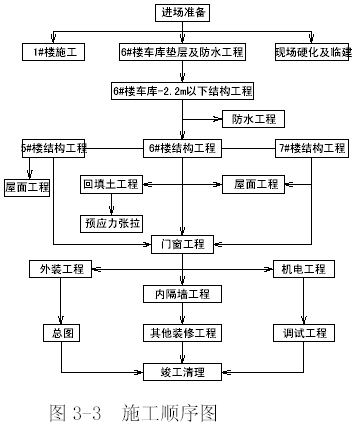 进场准备
1#楼施工
6#楼车库垫层及防水工程
现场硬化及临建
6#楼车库-2.2m以下结构工程
防水工程
5#楼结构工程
6#楼结构工程
7#楼结构工程
屋面工程
回填土工程
屋面工程
预应力张拉
门窗工程
外装工程
机电工程
内隔墙工程
总图
其他装修工程
调试工程
竣工清理
图 3-3 施工顺序图